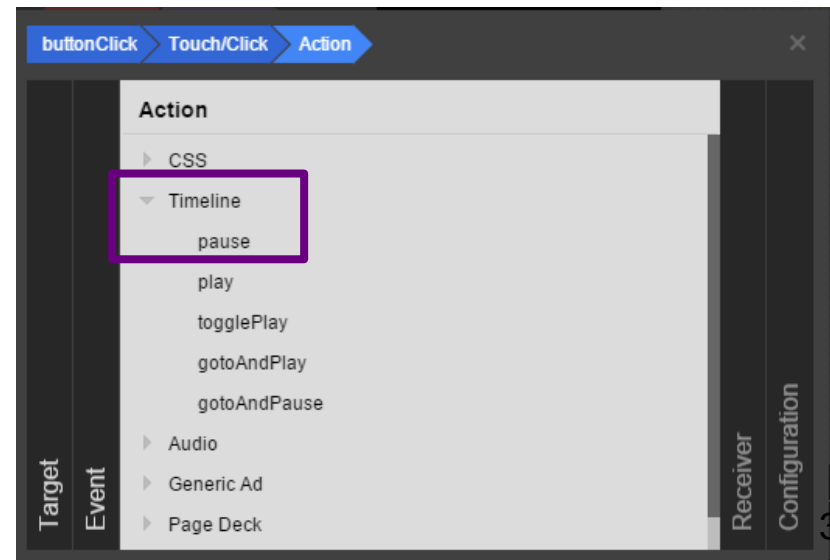 buttonClick Touch/Click Action ×
Action
CSS
Timeline
pause
play
togglePlay
gotoAndPlay
gotoAndPause
Audio
Generic Ad
Page Deck
Target
Event
Receiver
Configuration
3